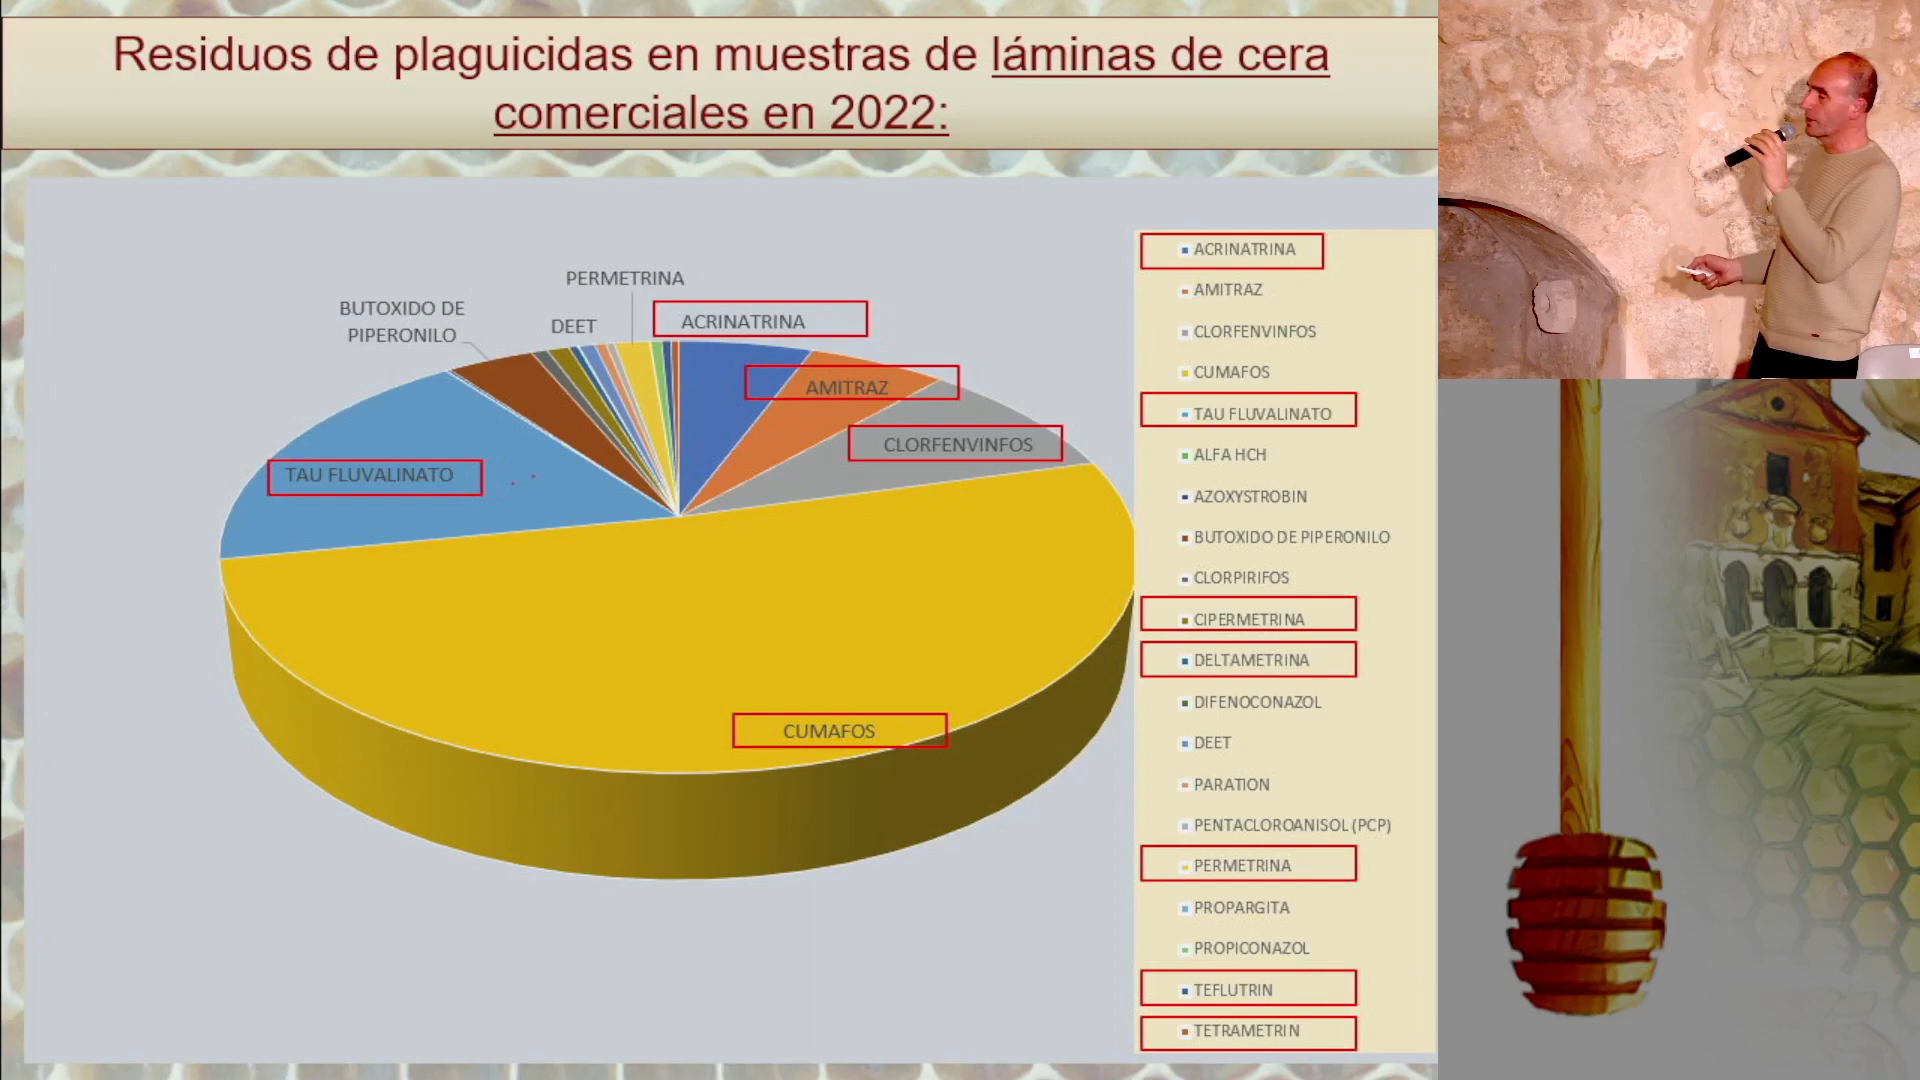 Residuos de plaguicidas en muestras de láminas de cera
comerciales en 2022:
PERMETRINA
BUTOXIDO DE
PIPERONILO
DEET
ACRINATRINA
AMITRAZ
CLORFENVINFOS
TAU FLUVALINATO
CUMAFOS
ACRINATRINA
AMITRAZ
CLORFENVINFOS
CUMAFOS
TAU FLUVALINATO
ALFA HCH
AZOXYSTROBIN
BUTOXIDO DE PIPERONILO
CLORPIRIFOS
CIPERMETRINA
DELTAMETRINA
DIFENOCONAZOL
DEET
PARATION
PENTACLOROANISOL (PCP)
PERMETRINA
PROPARGITA
PROPICONAZOL
TEFLUTRIN
TETRAMETRIN